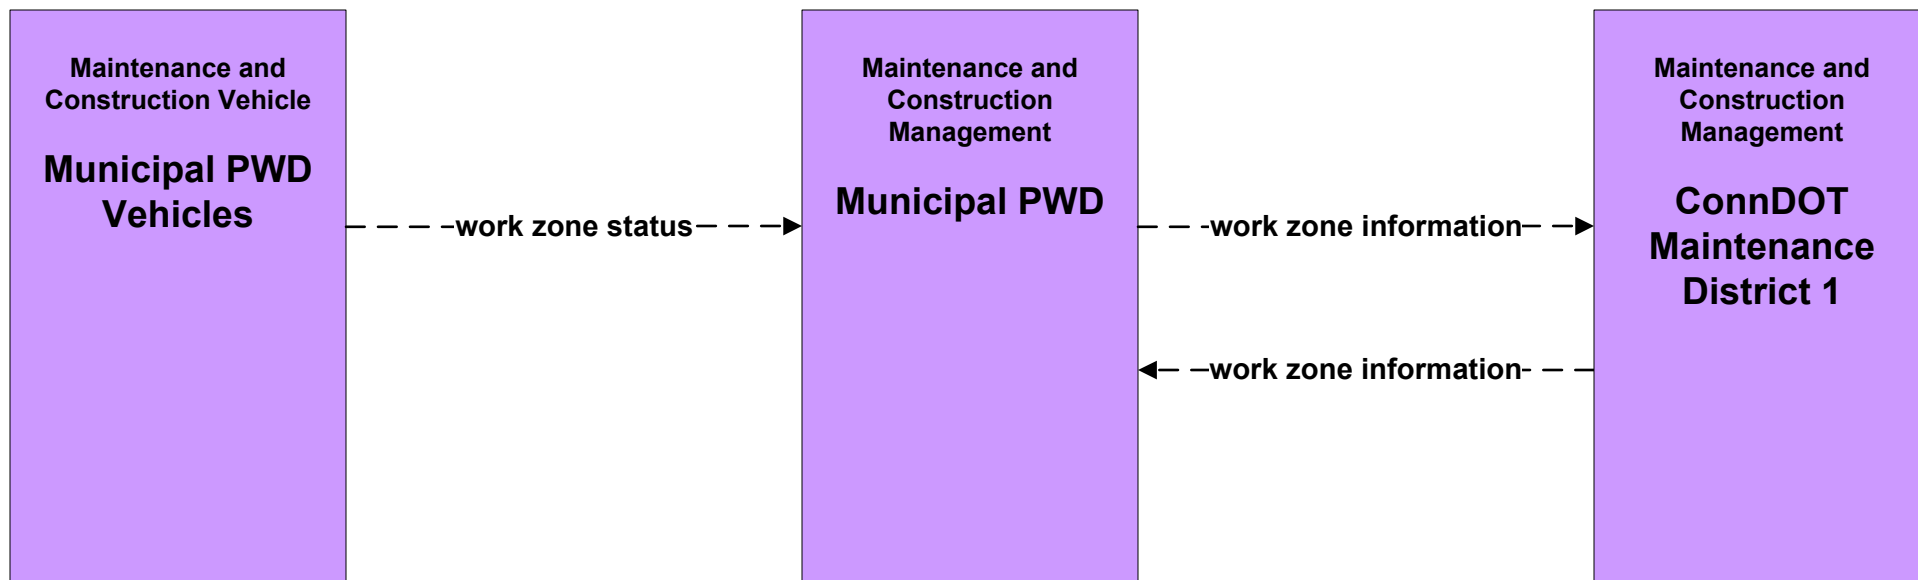 Maintenance and
Construction Vehicle
Municipal PWD
Vehicles
work zone status
Maintenance and
Construction
Management
Municipal PWD
work zone information
work zone information
Maintenance and
Construction
Management
ConnDOT
Maintenance
District 1